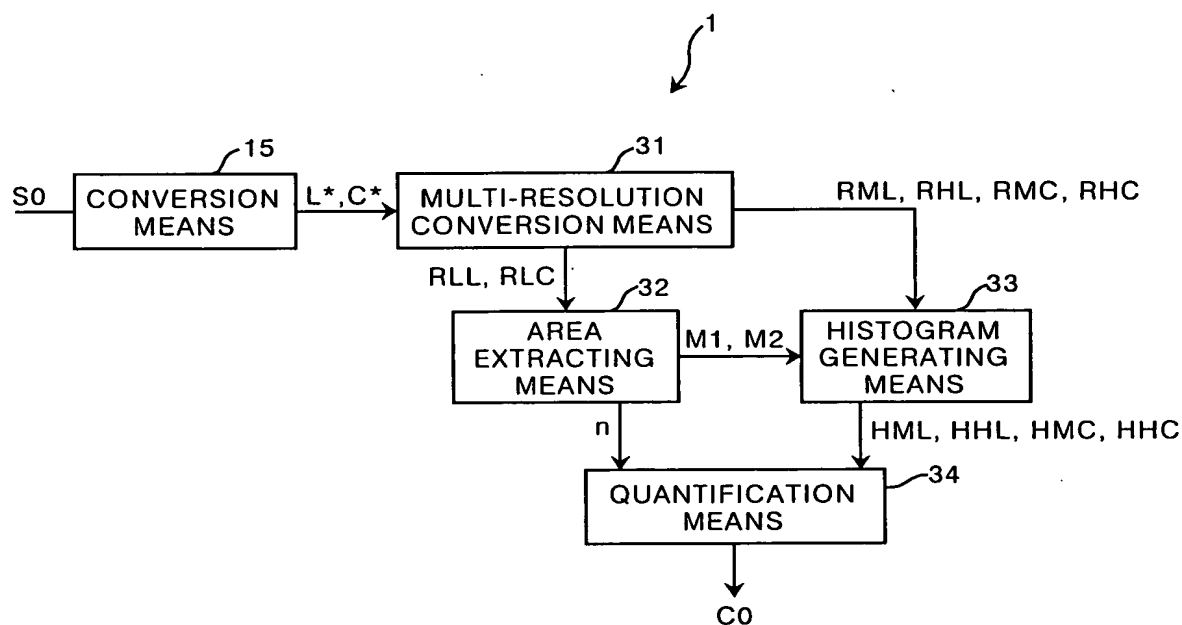 1
15
31
S0
CONVERSION
MEANS
L*,C*
MULTI-RESOLUTION
CONVERSION MEANS
RML, RHL, RMC, RHC
RLL, RLC
32
33
AREA
EXTRACTING
MEANS
M1, M2
HISTOGRAM
GENERATING
MEANS
n
HML, HHL, HMC, HHC
34
QUANTIFICATION
MEANS
C0